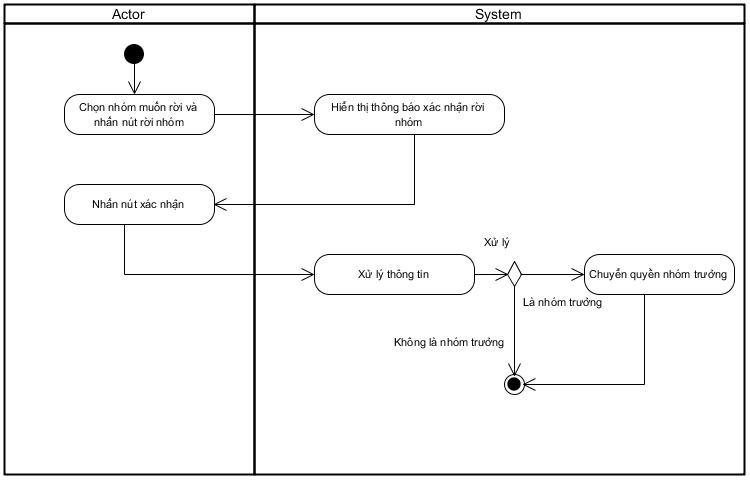 Actor
System
Chọn nhóm muốn rời và
nhấn nút rời nhóm
Hiển thị thông báo xác nhận rời
nhóm
Nhấn nút xác nhận
Xử lý
Xử lý thông tin
Chuyển quyền nhóm trưởng
Là nhóm trưởng
Không là nhóm trưởng